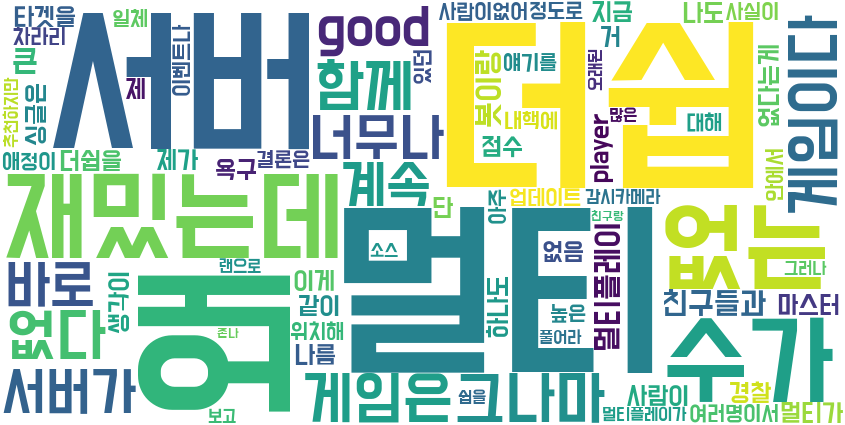 타겟을
일체
차라리
큰
추천하지만
싱글은
애정이
더쉽을
서버
이벤트나
제
제가
욕구
결론은
good
함께
있던
너무나
사람이없어
정도로
지금
나도
사실이
거
얘기를
오래된
봇이랑
내핵에
점수
player
많은
대해
없다는게
안에서
게임이다
더쉽
재밌는데
계속
단
아주
업데이트
감시카메라
친구랑
없는
바로
없다
생각이
랜으로
이게
같이
위치해
나름
존나
보고
멀티
소스
하나도
없음
높은
풀어라
멀티플레이
친구들과
마스터
그러나
수가
서버가
게임은
쉽을
그나마
사람이
경찰
멀티플레이가
여러명이서
멀티가